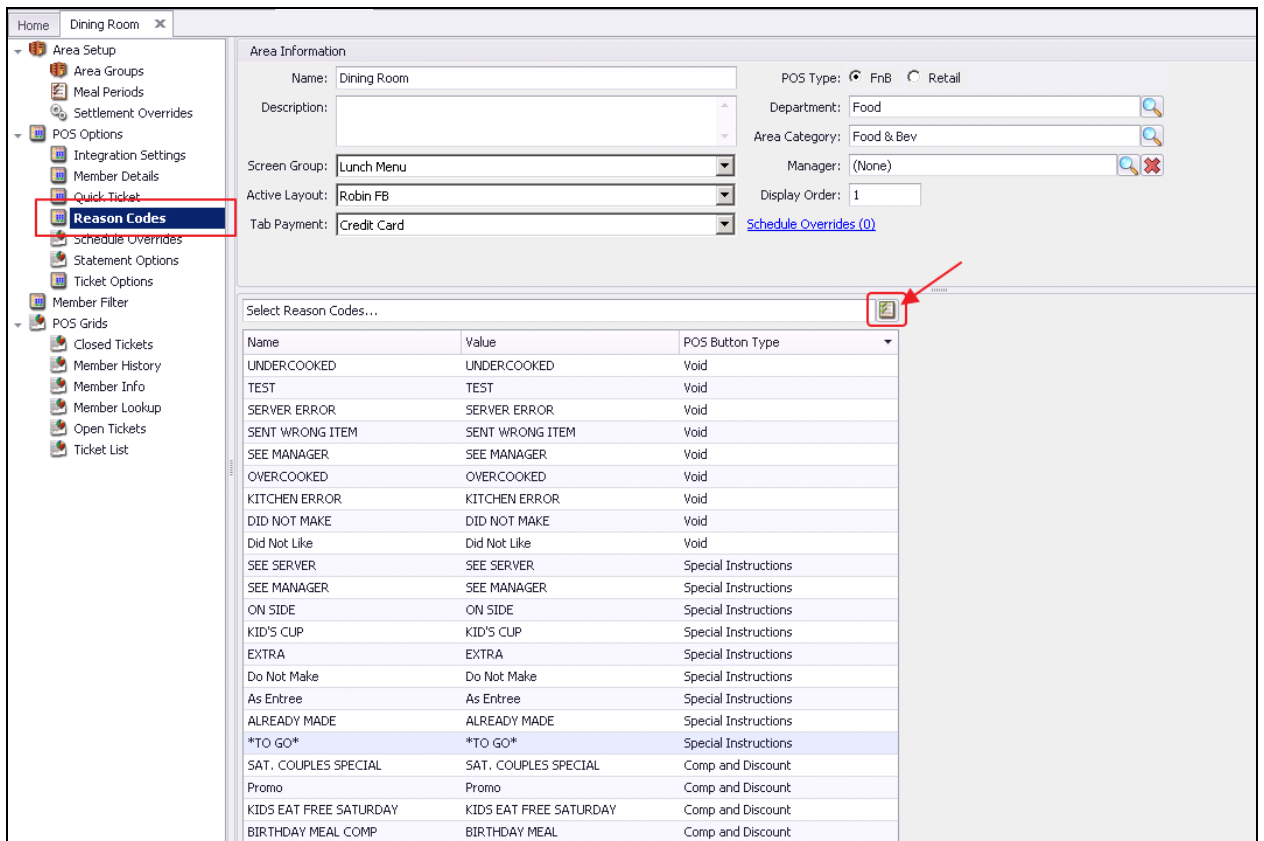 Home
Dining Room
Area Setup
Area Groups
Meal Periods
Settlement Overrides
POS Options
Integration Settings
Member Details
Quick Ticket
Reason Codes
Schedule Overrides
Statement Options
Ticket Options
Member Filter
POS Grids
Closed Tickets
Member History
Member Info
Member Lookup
Open Tickets
Ticket List
Area Information
Name: Dining Room
Description:
Screen Group: Lunch Menu
Active Layout: Robin FB
Tab Payment: Credit Card
POS Type: FnB Retail
Department: Food
Area Category: Food & Bev
Manager: (None)
Display Order: 1
Schedule Overrides (0)
Select Reason Codes...
Name Value POS Button Type
UNDERCOOKED UNDERCOOKED Void
TEST TEST Void
SERVER ERROR SERVER ERROR Void
SENT WRONG ITEM SENT WRONG ITEM Void
SEE MANAGER SEE MANAGER Void
OVERCOOKED OVERCOOKED Void
KITCHEN ERROR KITCHEN ERROR Void
DID NOT MAKE DID NOT MAKE Void
Did Not Like Did Not Like Void
SEE SERVER SEE SERVER Special Instructions
SEE MANAGER SEE MANAGER Special Instructions
ON SIDE ON SIDE Special Instructions
KID'S CUP KID'S CUP Special Instructions
EXTRA EXTRA Special Instructions
Do Not Make Do Not Make Special Instructions
As Entree As Entree Special Instructions
ALREADY MADE ALREADY MADE Special Instructions
*TO GO* *TO GO* Special Instructions
SAT. COUPLES SPECIAL SAT. COUPLES SPECIAL Comp and Discount
Promo Promo Comp and Discount
KIDS EAT FREE SATURDAY KIDS EAT FREE SATURDAY Comp and Discount
BIRTHDAY MEAL COMP BIRTHDAY MEAL Comp and Discount